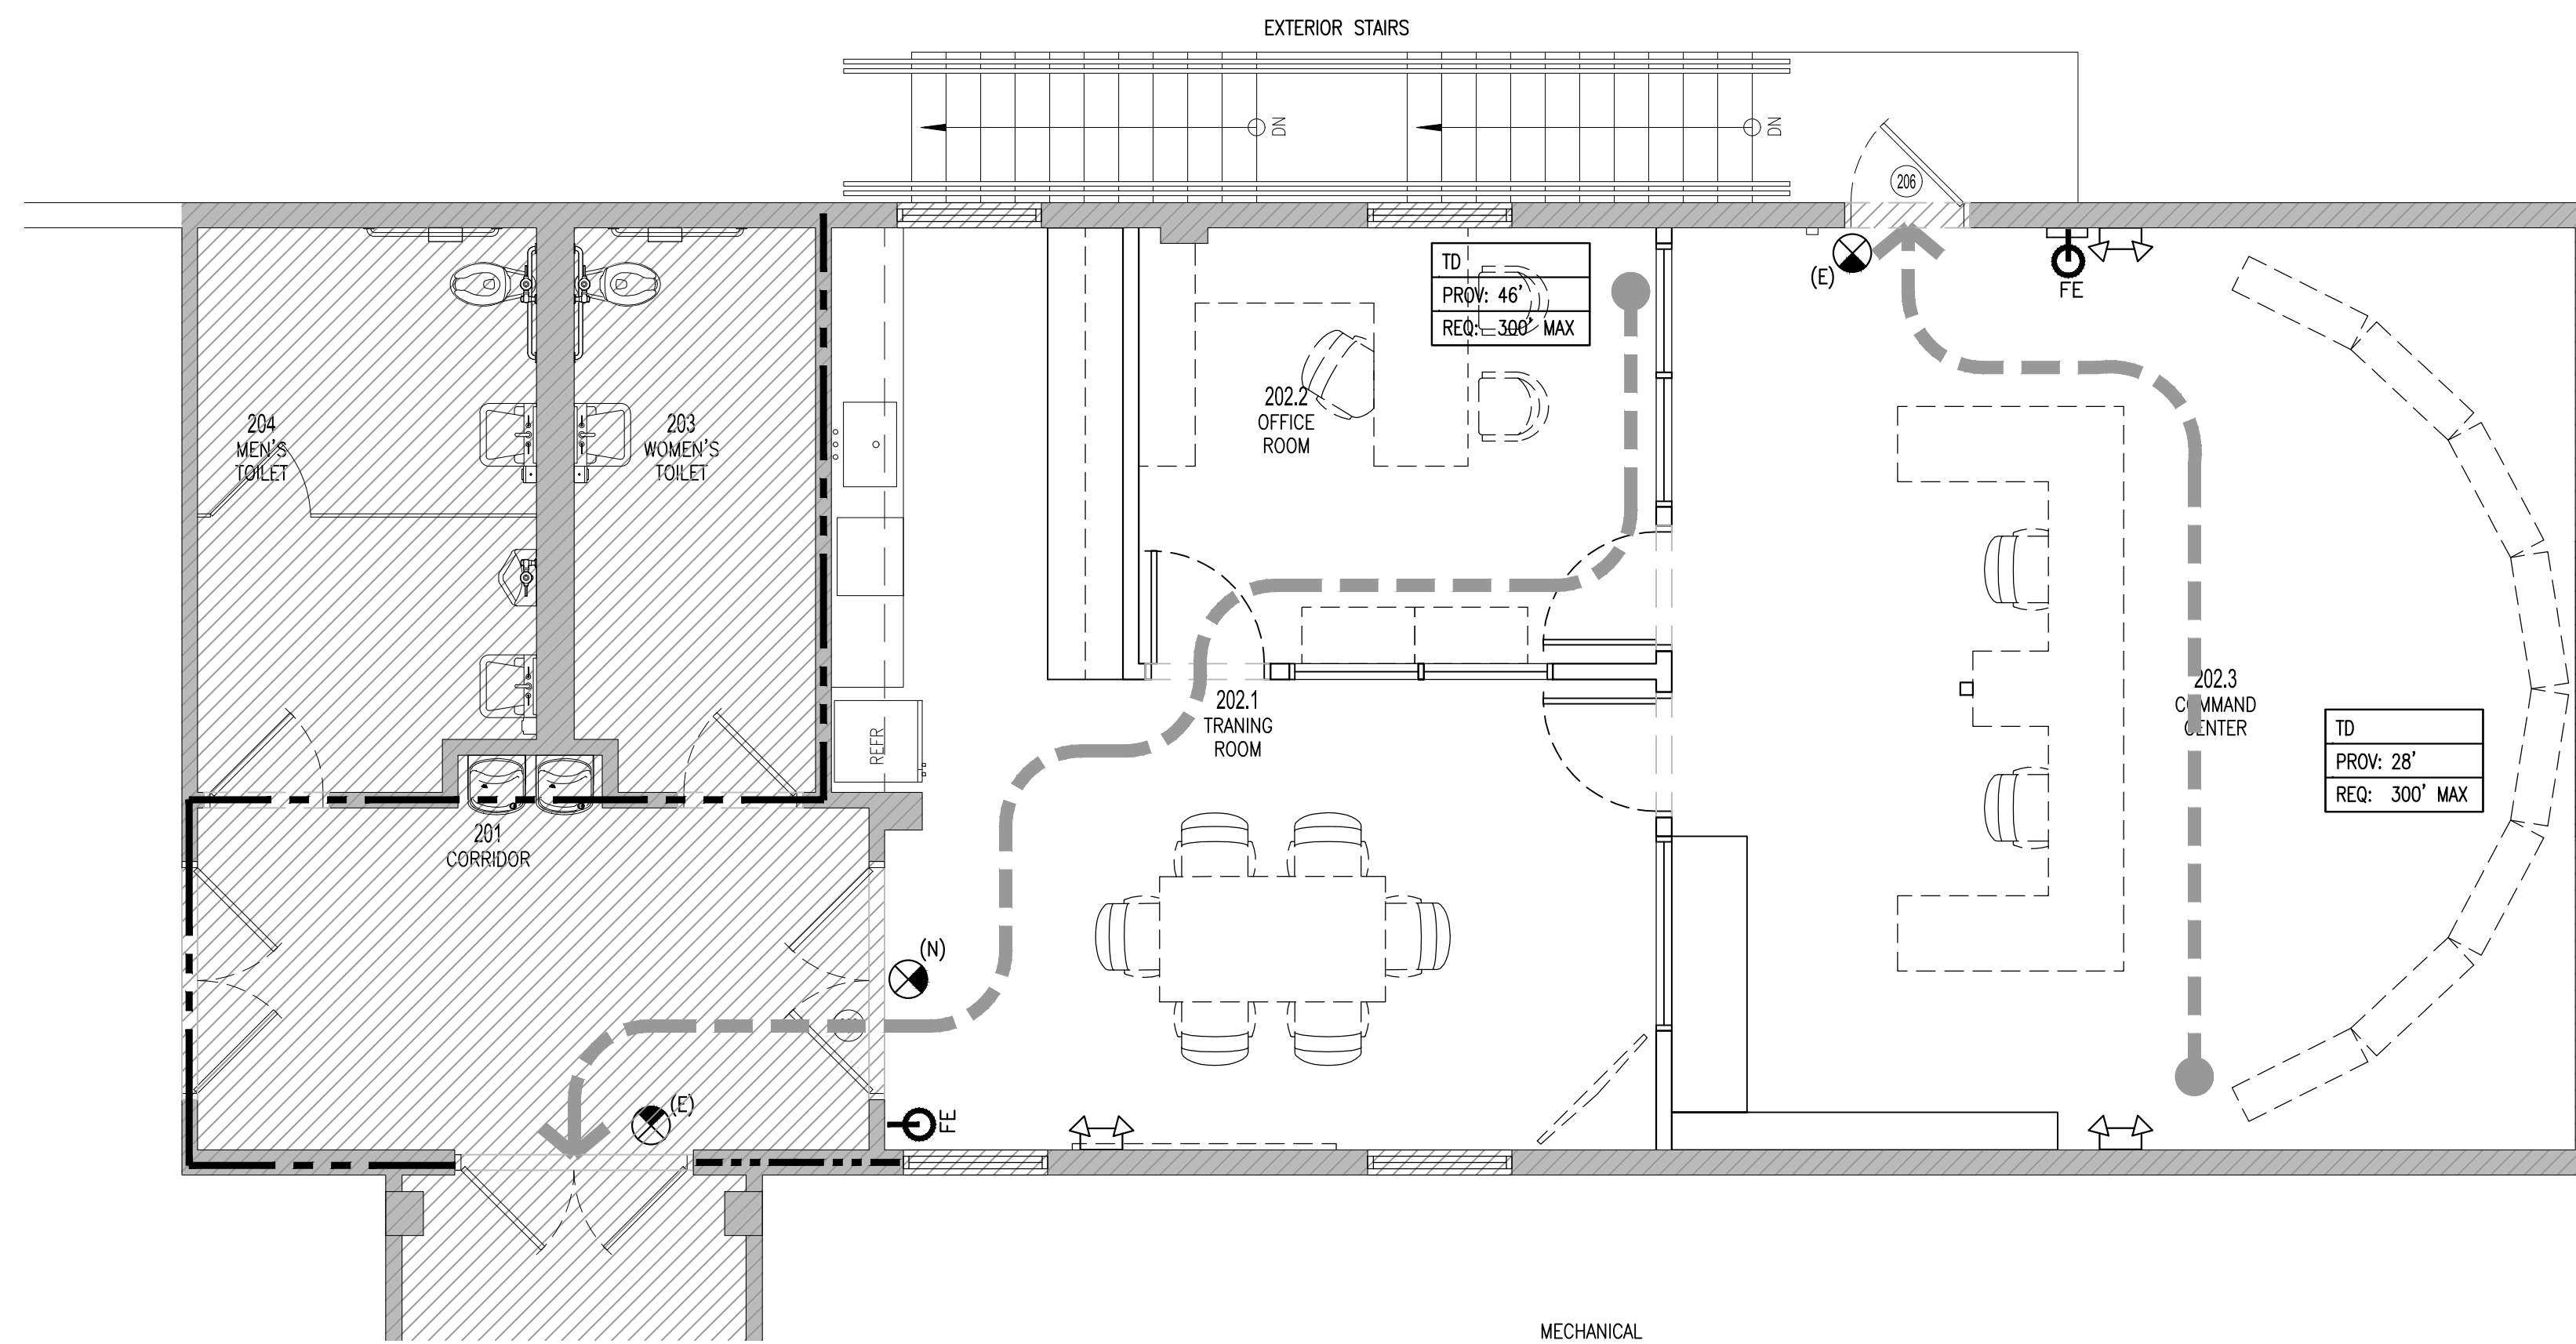 EXTERIOR STAIRS
DN
DN
206
TD
PROV: 46'
REQ: 300' MAX
(E)
FE
202.2
OFFICE
ROOM
204
MEN'S
TOILET
203
WOMEN'S
TOILET
202.1
TRANING
ROOM
202.3
COMMAND
CENTER
REFR
TD
PROV: 28'
REQ: 300' MAX
201
CORRIDOR
(N)
(E)
FE
MECHANICAL